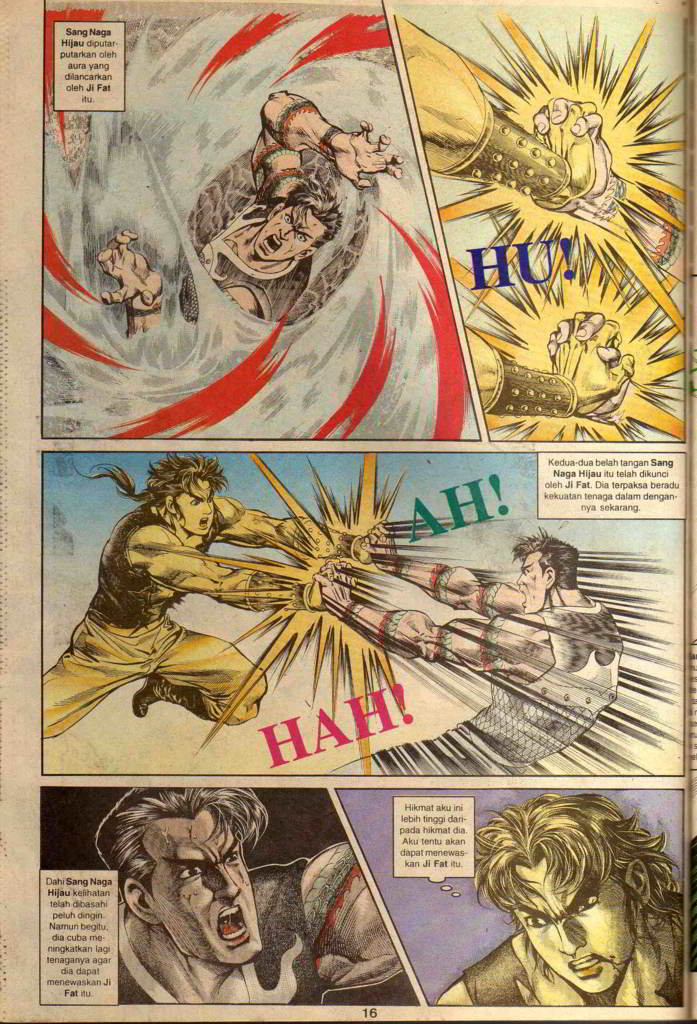 Sang Naga
Hijau diputar-
putarkan oleh
aura yang
dilancarkan
oleh Ji Fat
itu.
HU!
Kedua-dua belah tangan Sang
Naga Hijau itu telah dikunci
oleh Ji Fat. Dia terpaksa beradu
kekuatan tenaga dalam dengan-
nya sekarang.
AH!
HAH!
Dahi Sang Naga
Hijau kelihatan
telah dibasahi
peluh dingin.
Namun begitu,
dia cuba me-
ningkatkan lagi
tenaganya agar
dia dapat
menewaskan Ji
Fat itu.
Hikmat aku ini
lebih tinggi dari-
pada hikmat dia.
Aku tentu akan
dapat menewas-
kan Ji Fat itu.
16